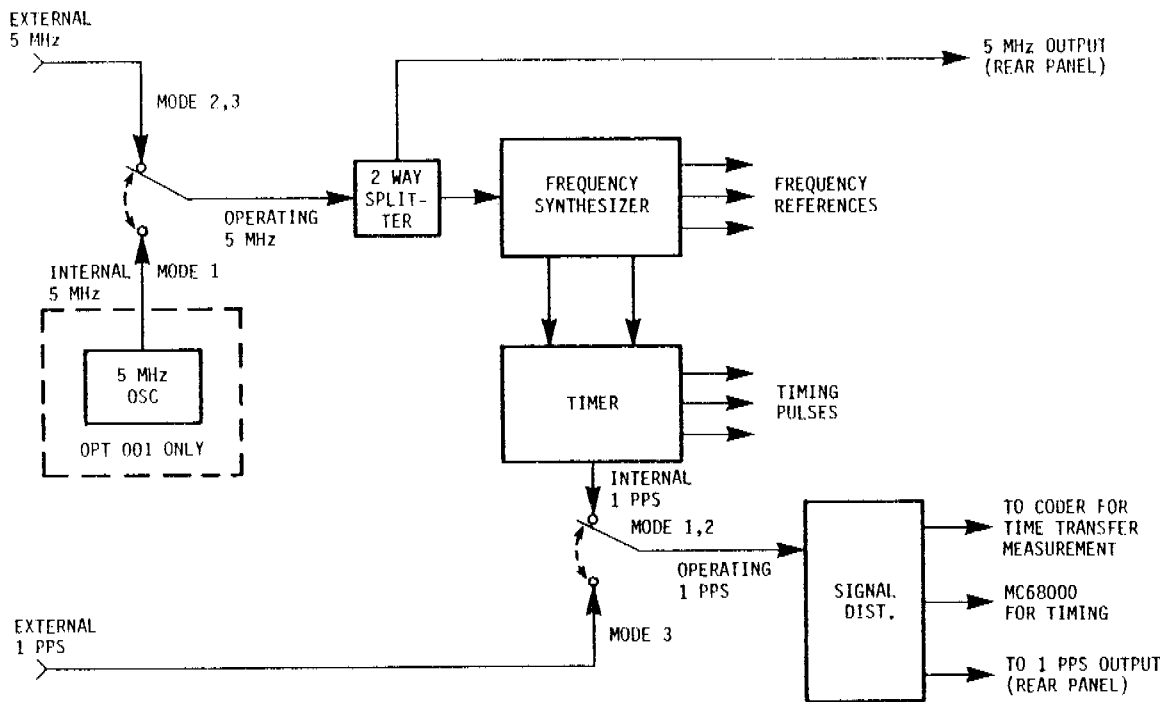 EXTERNAL
5 MHz
MODE 2,3
5 MHz OUTPUT
(REAR PANEL)
2 WAY
SPLIT-
TER
FREQUENCY
SYNTHESIZER
FREQUENCY
REFERENCES
OPERATING
5 MHz
INTERNAL
5 MHz
MODE 1
5 MHz
OSC
OPT 001 ONLY
TIMER
TIMING
PULSES
INTERNAL
1 PPS
MODE 1,2
OPERATING
1 PPS
MODE 3
EXTERNAL
1 PPS
SIGNAL
DIST.
TO CODER FOR
TIME TRANSFER
MEASUREMENT
MC68000
FOR TIMING
TO 1 PPS OUTPUT
(REAR PANEL)